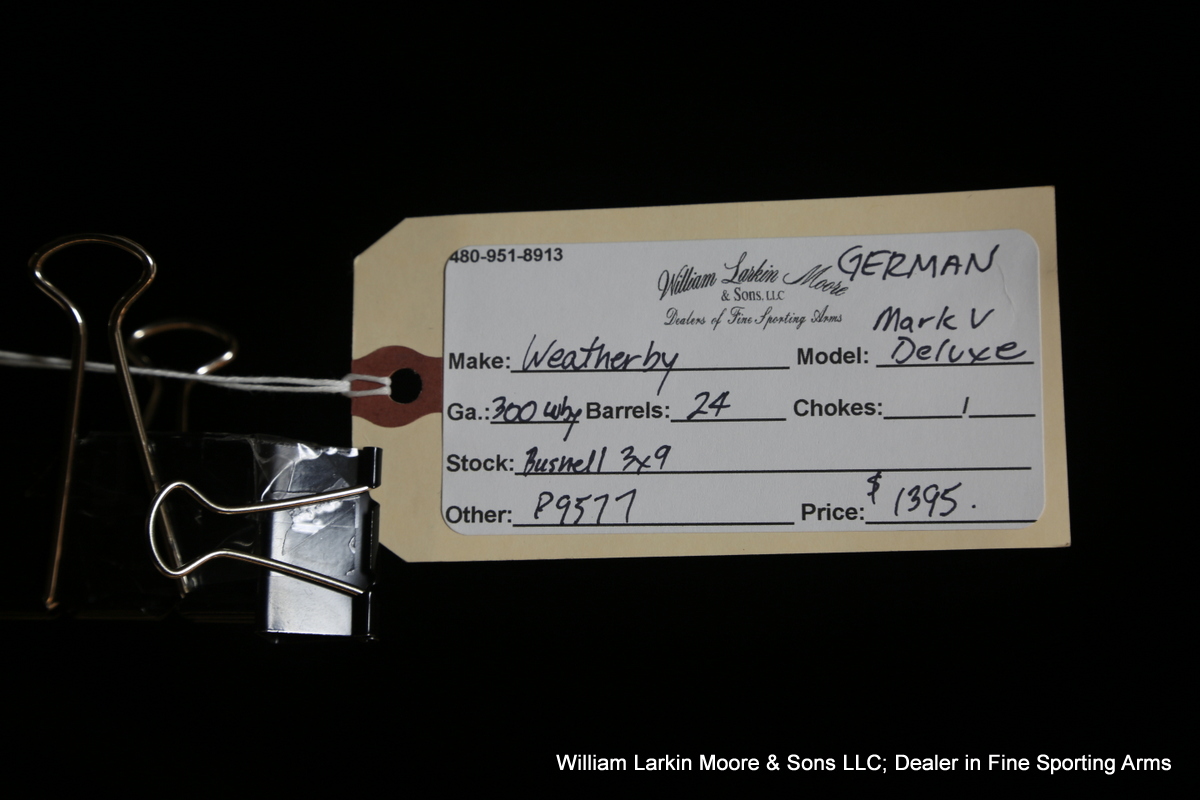 480-951-8913
GERMAN
William Larkin Moore
& SONS, LLC
Dealers of Fine Sporting Arms
Mark V
Make: Weatherby Model: Deluxe
Ga.: 300 Wby Barrels: 24 Chokes: /
Stock: Busnell 3x9
Other: P9577 Price: $1395.
William Larkin Moore & Sons LLC; Dealer in Fine Sporting Arms